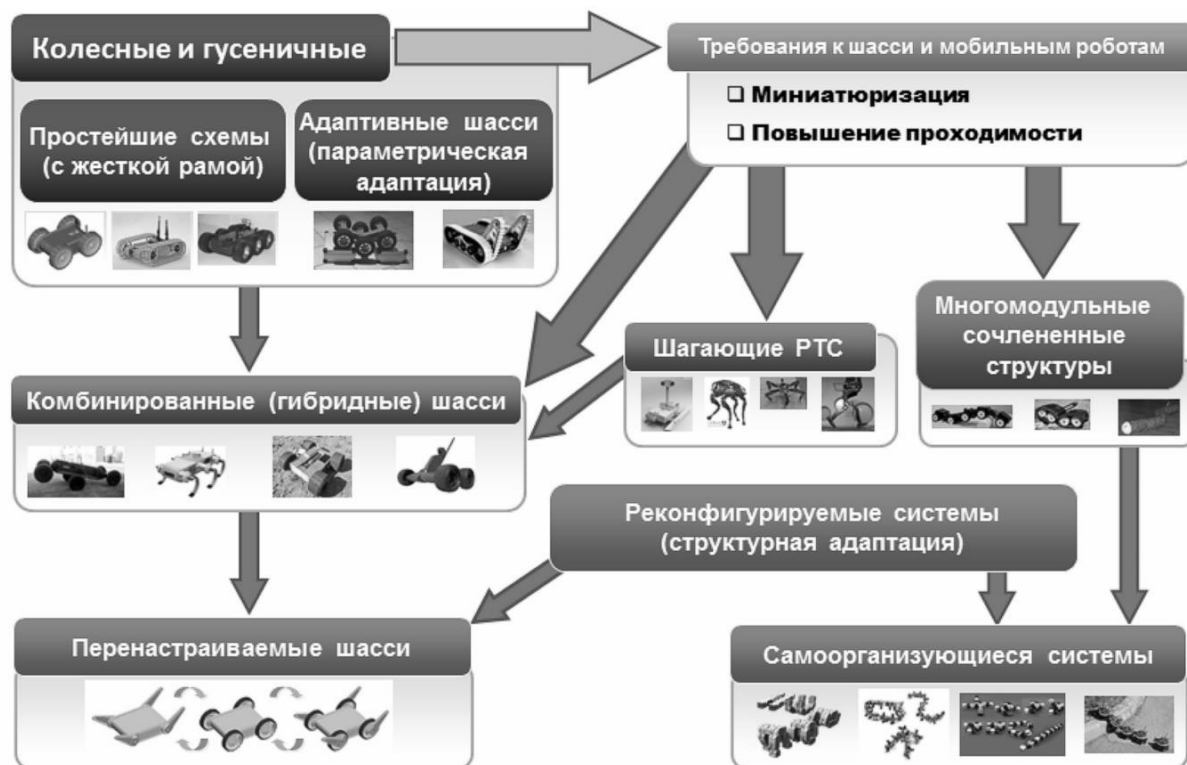 Колесные и гусеничные
Требования к шасси и мобильным роботам
Миниатюризация
Повышение проходимости
Простейшие схемы
(с жесткой рамой)
Адаптивные шасси
(параметрическая
адаптация)
Многомодульные
сочлененные
структуры
Шагающие РТС
Комбинированные (гибридные) шасси
Реконфигурируемые системы
(структурная адаптация)
Перенастраиваемые шасси
Самоорганизующиеся системы